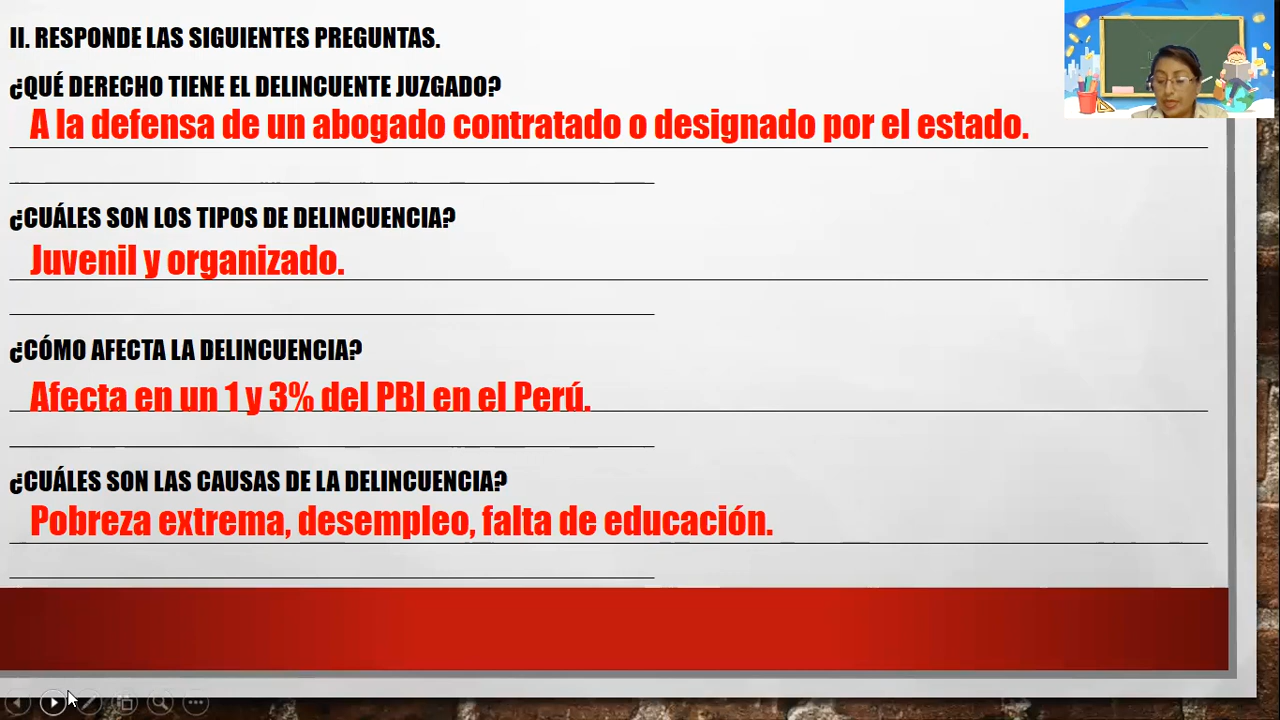 II. RESPONDE LAS SIGUIENTES PREGUNTAS.
¿QUÉ DERECHO TIENE EL DELINCUENTE JUZGADO?
A la defensa de un abogado contratado o designado por el estado.
¿CUÁLES SON LOS TIPOS DE DELINCUENCIA?
Juvenil y organizado.
¿CÓMO AFECTA LA DELINCUENCIA?
Afecta en un 1 y 3% del PBI en el Perú.
¿CUÁLES SON LAS CAUSAS DE LA DELINCUENCIA?
Pobreza extrema, desempleo, falta de educación.